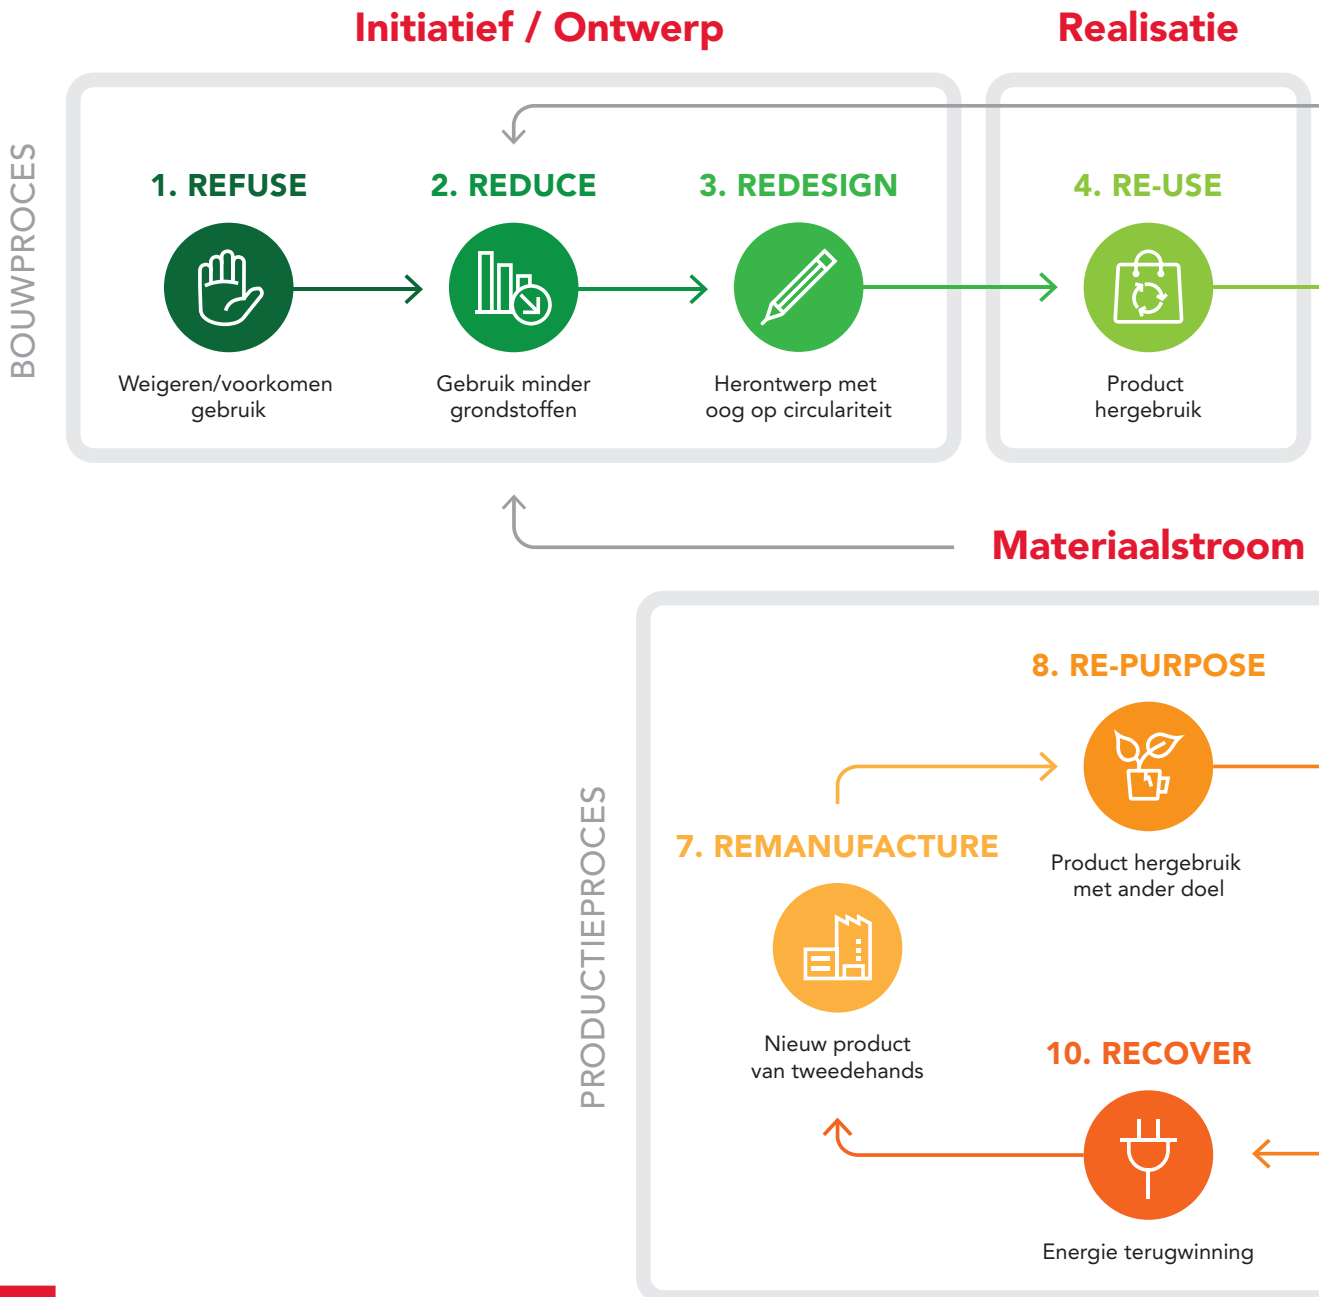 Initiatief / Ontwerp
Realisatie
BOUWPROCES
1. REFUSE
2. REDUCE
3. REDESIGN
4. RE-USE
Weigeren/voorkomen
gebruik
Gebruik minder
grondstoffen
Herontwerp met
oog op circulariteit
Product
hergebruik
Materiaalstroom
PRODUCTIEPROCES
8. RE-PURPOSE
Product hergebruik
met ander doel
7. REMANUFACTURE
Nieuw product
van tweedehands
10. RECOVER
Energie terugwinning